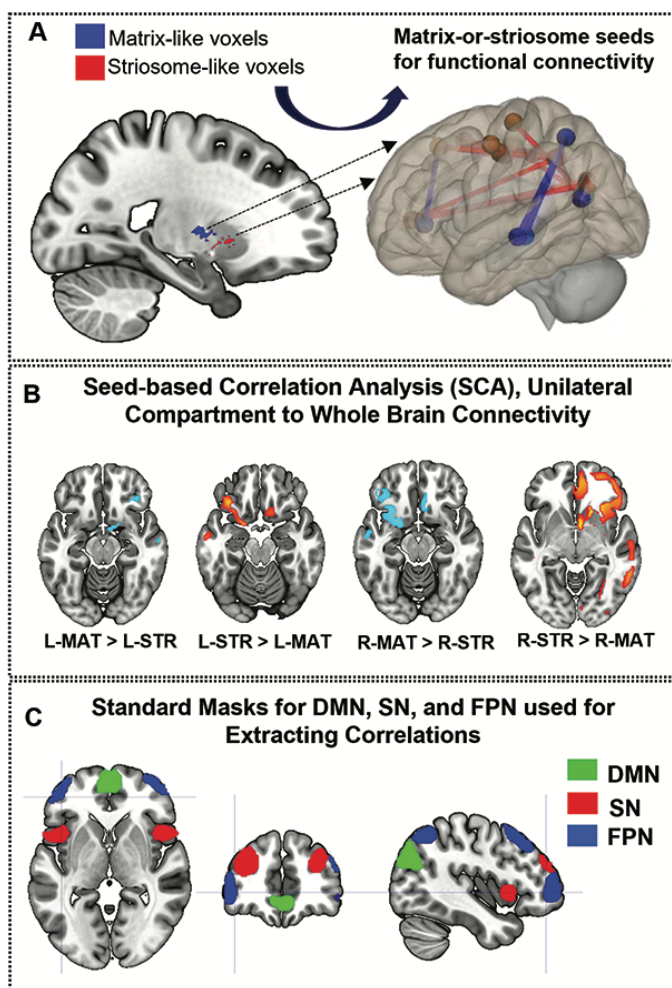 A
Matrix-like voxels
Striosome-like voxels
Matrix-or-striosome seeds
for functional connectivity
B
Seed-based Correlation Analysis (SCA), Unilateral
Compartment to Whole Brain Connectivity
L-MAT > L-STR
L-STR > L-MAT
R-MAT > R-STR
R-STR > R-MAT
C
Standard Masks for DMN, SN, and FPN used for
Extracting Correlations
DMN
SN
FPN